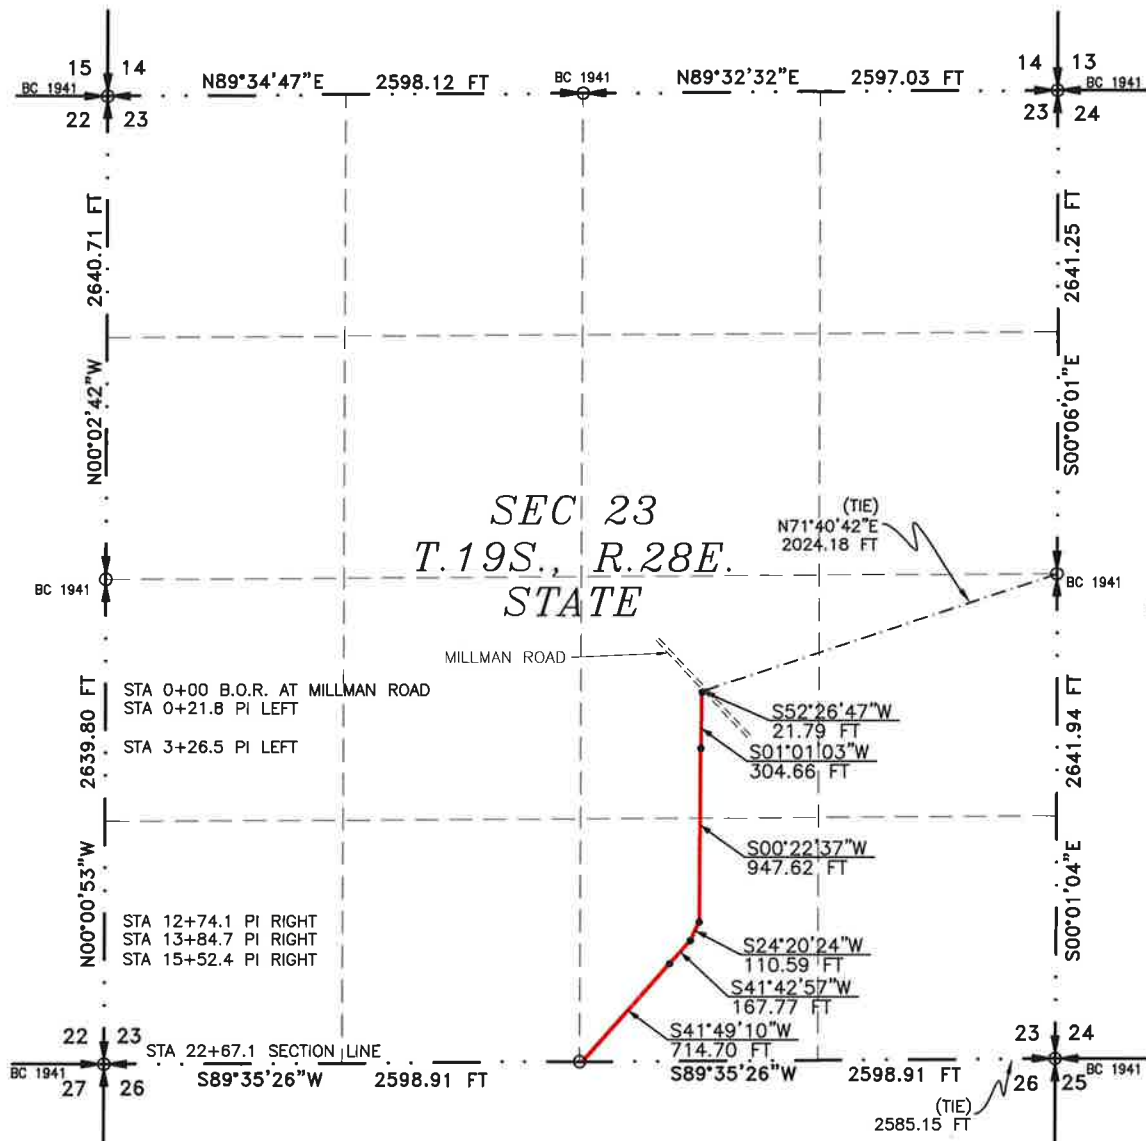 15 14
BC 1941
22 23
N89°34'47"E 2598.12 FT
BC 1941
N89°32'32"E 2597.03 FT
14 13
BC 1941
23 24
2640.71 FT
N00°02'42"W
2641.25 FT
S00°06'01"E
SEC 23
T.19S., R.28E.
STATE
(TIE)
N71°40'42"E
2024.18 FT
BC 1941
BC 1941
MILLMAN ROAD
STA 0+00 B.O.R. AT MILLMAN ROAD
STA 0+21.8 PI LEFT
STA 3+26.5 PI LEFT
2639.80 FT
N00°00'53"W
2641.94 FT
S00°01'04"E
S52°26'47"W
21.79 FT
S01°01'03"W
304.66 FT
S00°22'37"W
947.62 FT
STA 12+74.1 PI RIGHT
STA 13+84.7 PI RIGHT
STA 15+52.4 PI RIGHT
S24°20'24"W
110.59 FT
S41°42'57"W
167.77 FT
S41°49'10"W
714.70 FT
22 23
BC 1941
27 26
STA 22+67.1 SECTION LINE
S89°35'26"W 2598.91 FT
S89°35'26"W 2598.91 FT
23 24
BC 1941
26 25
(TIE)
2585.15 FT